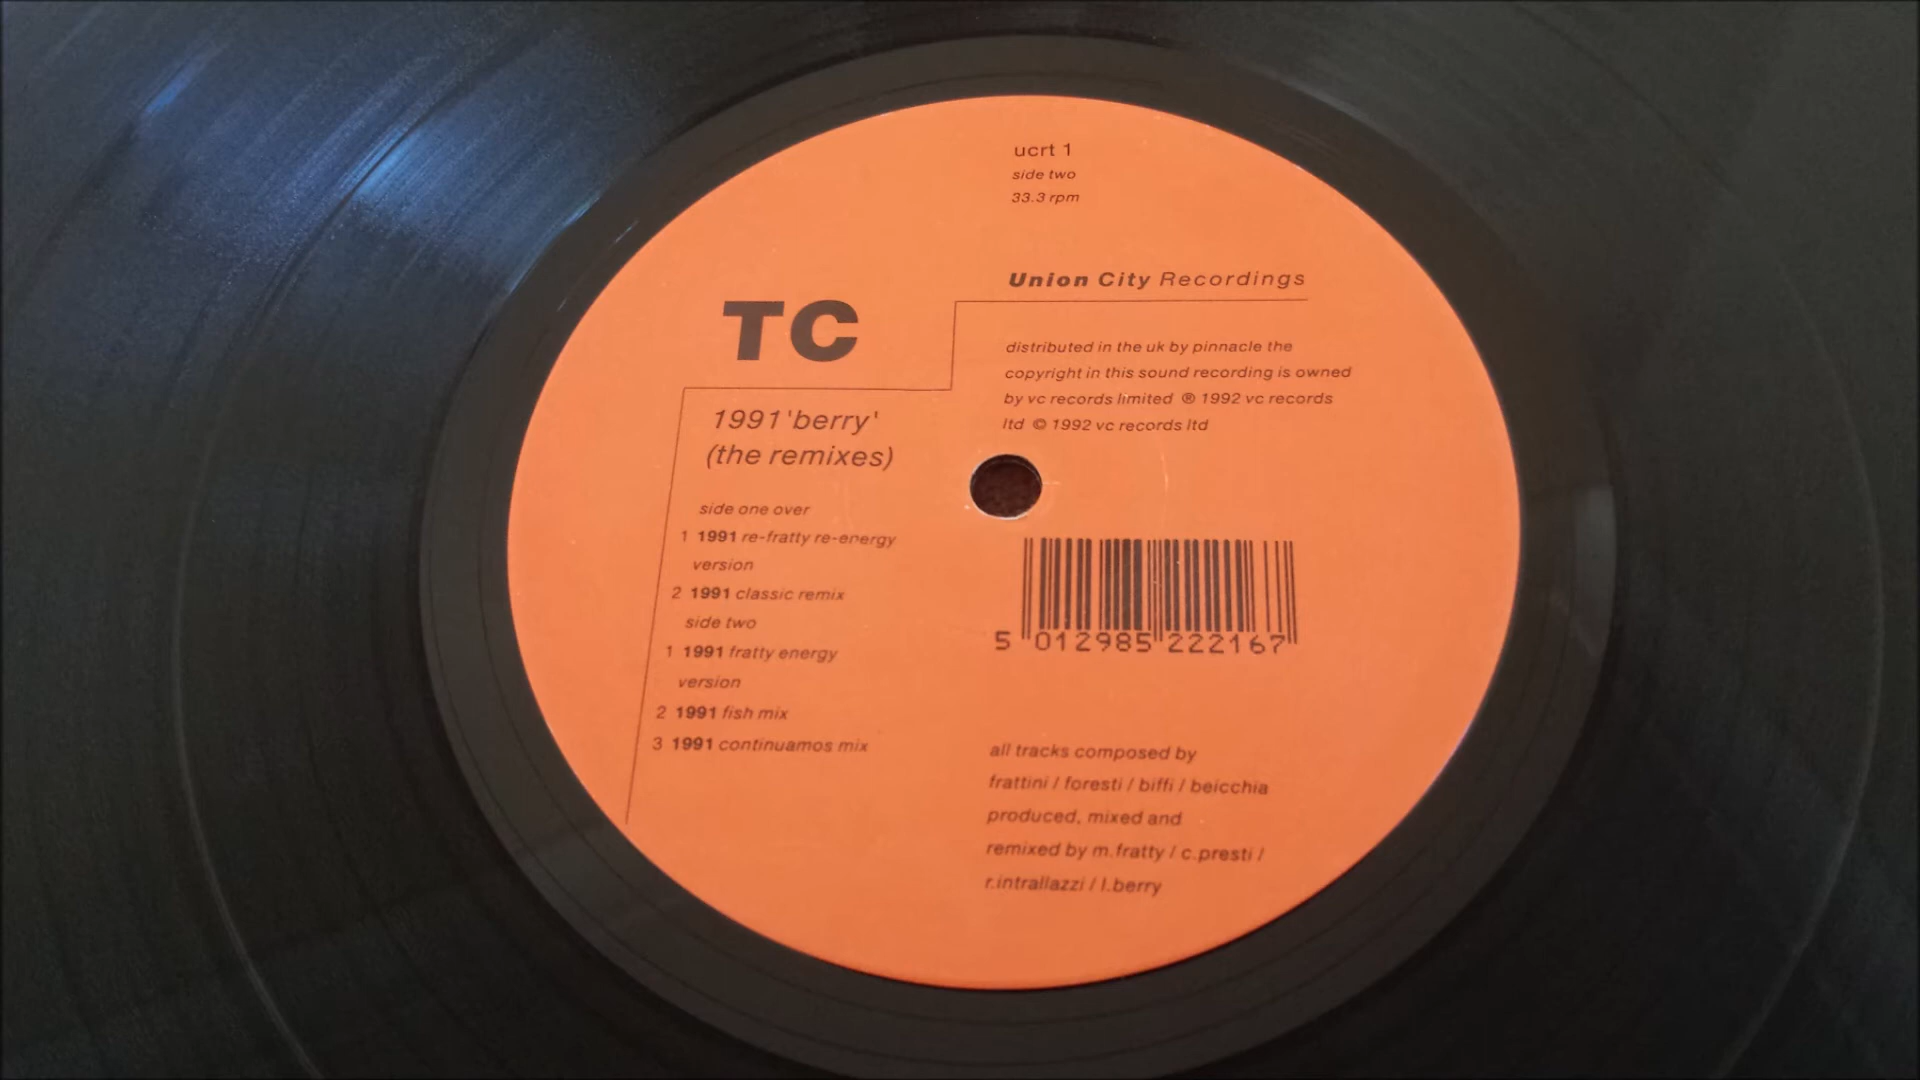 ucrt 1
side two
33.3 rpm
Union City Recordings
TC
distributed in the uk by pinnacle the
copyright in this sound recording is owned
by vc records limited ® 1992 vc records
ltd © 1992 vc records ltd
1991 'berry'
(the remixes)
side one over
1 1991 re-fratty re-energy
version
2 1991 classic remix
side two
1 1991 fratty energy
version
2 1991 fish mix
3 1991 continuamos mix
5 012985 222167
all tracks composed by
frattini / foresti / biffi / beicchia
produced, mixed and
remixed by m.fratty / c.presti /
r.intrallazzi / l.berry